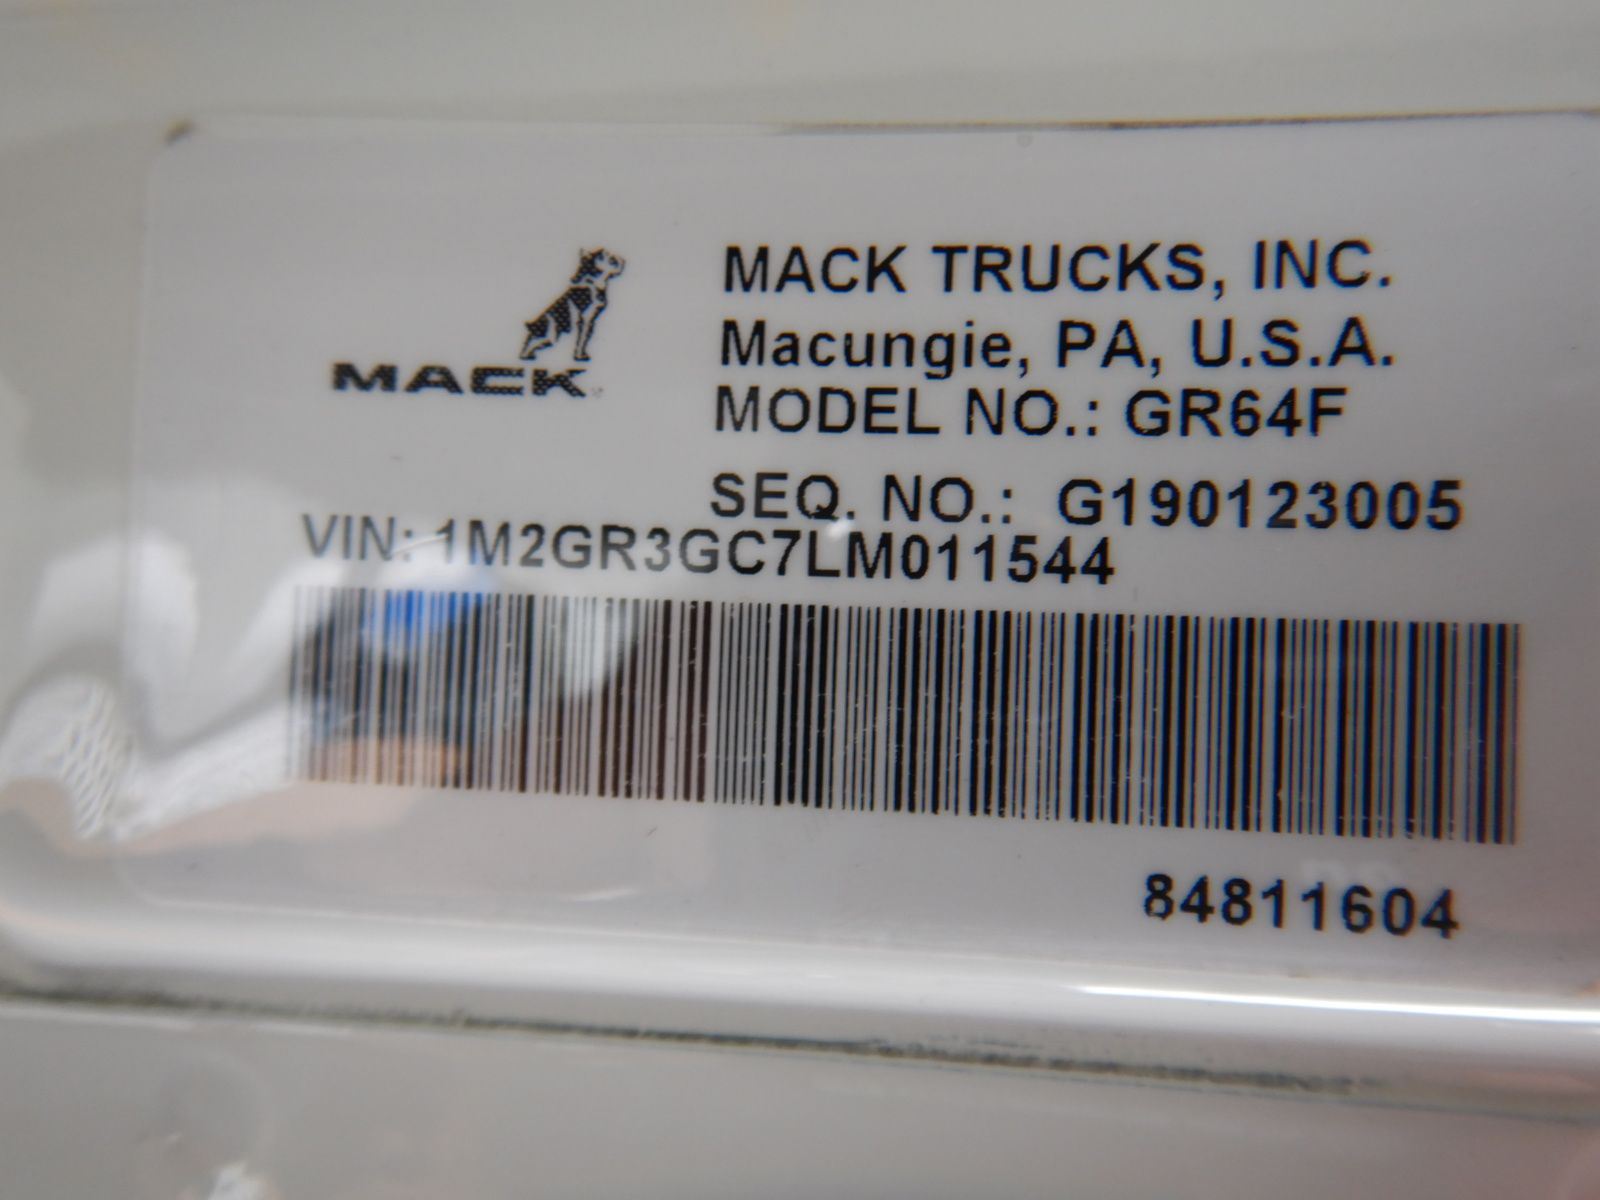 MACK
MACK TRUCKS, INC.
Macungie, PA, U.S.A.
MODEL NO.: GR64F
SEQ. NO.: G190123005
VIN: 1M2GR3GC7LM011544
84811604